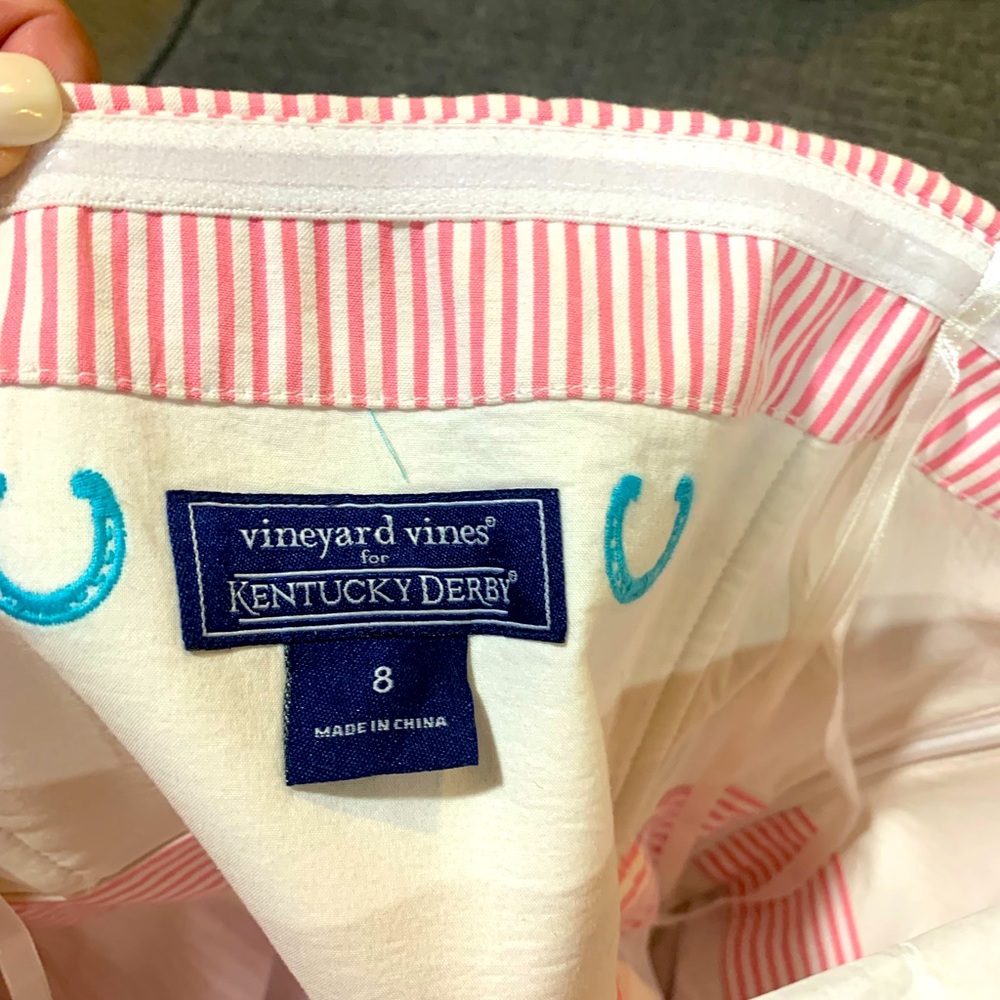 vineyard vines®
for
KENTUCKY DERBY®
8
MADE IN CHINA